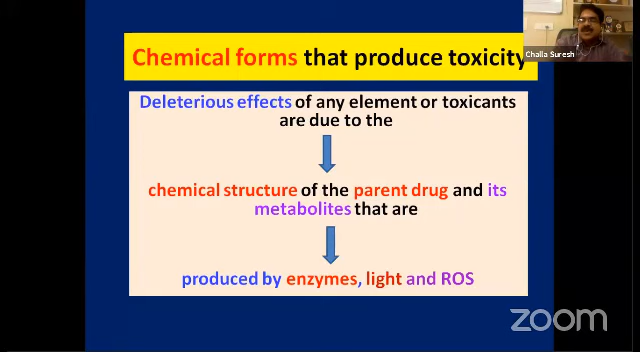 Chemical forms that produce toxicity
Challa Suresh
Deleterious effects of any element or toxicants
are due to the
chemical structure of the parent drug and its
metabolites that are
produced by enzymes, light and ROS
zoom